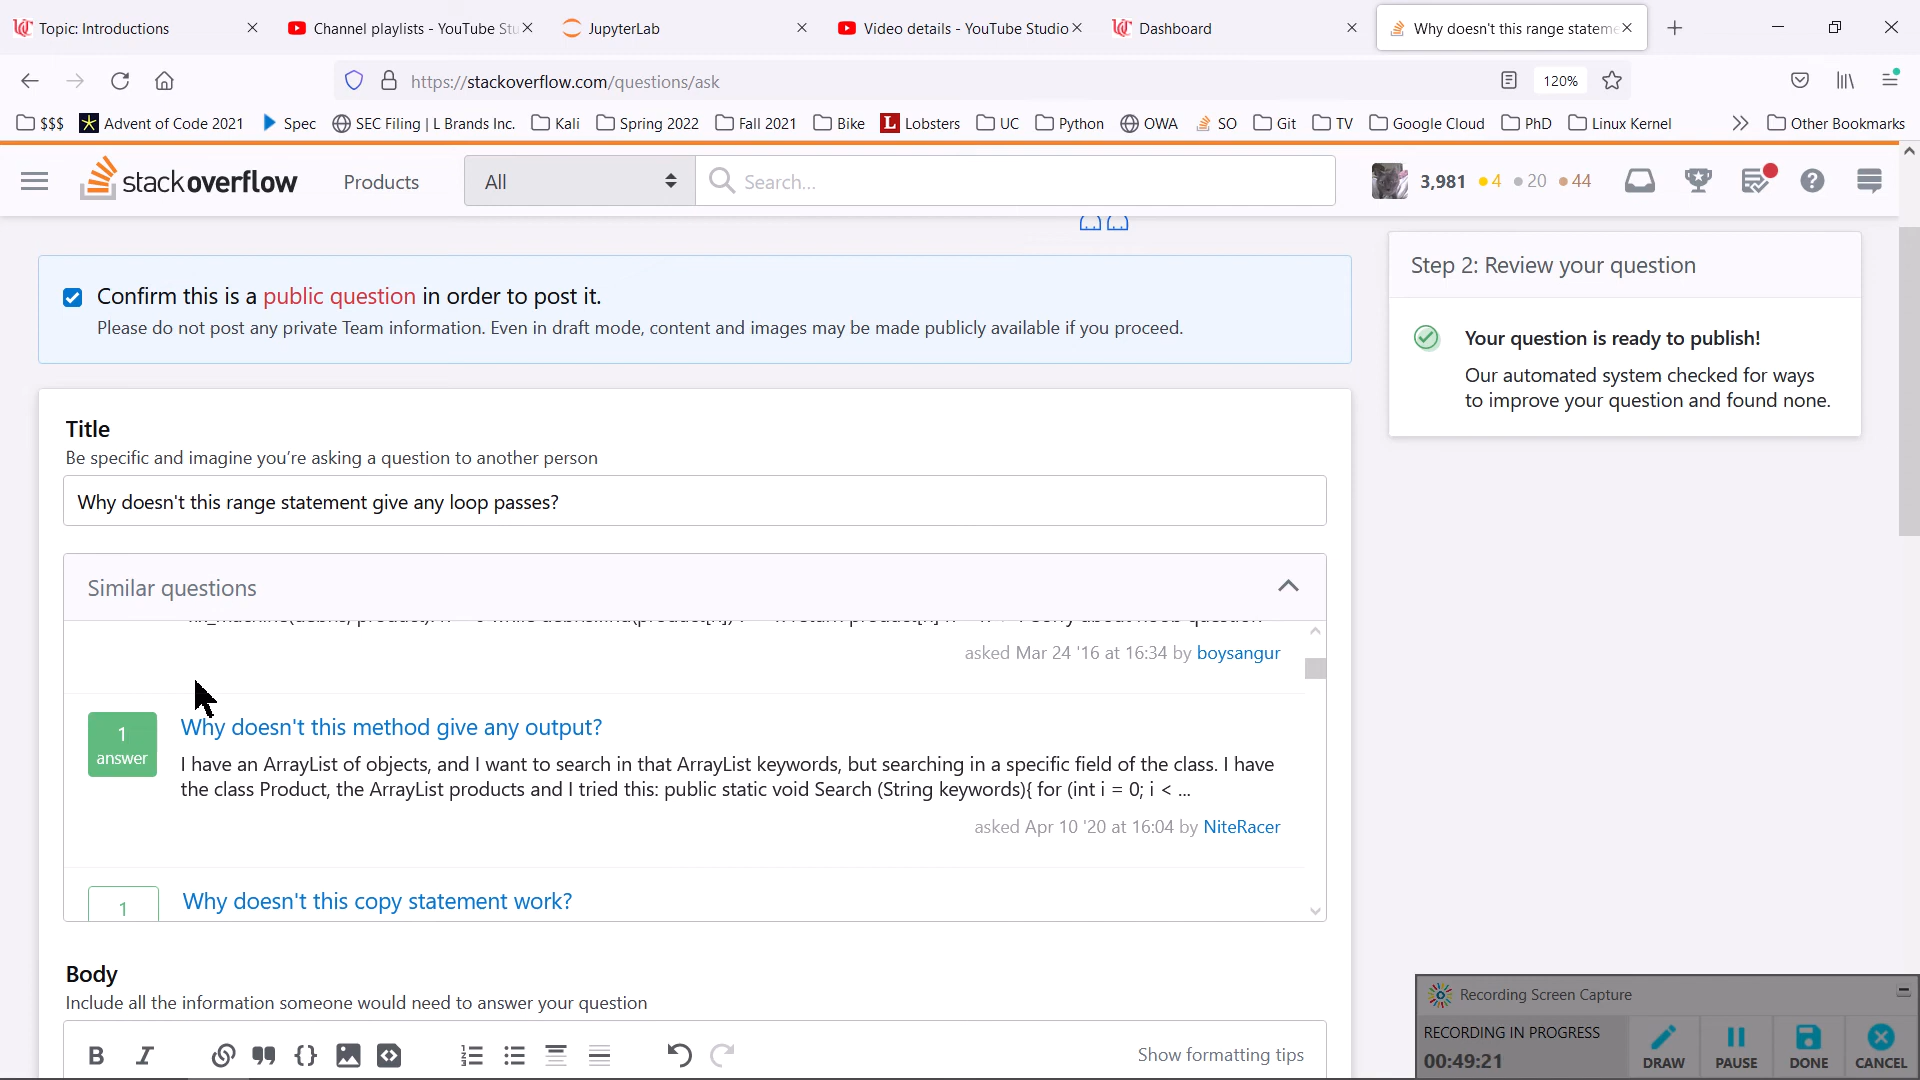 Topic: Introductions
Channel playlists - YouTube Stu
JupyterLab
Video details - YouTube Studio
Dashboard
Why doesn't this range stateme
https://stackoverflow.com/questions/ask
120%
$$$
Advent of Code 2021
Spec
SEC Filing | L Brands Inc.
Kali
Spring 2022
Fall 2021
Bike
Lobsters
UC
Python
OWA
SO
Git
TV
Google Cloud
PhD
Linux Kernel
Other Bookmarks
stackoverflow
Products
All
Search...
3,981 4 20 44
Confirm this is a public question in order to post it.
Please do not post any private Team information. Even in draft mode, content and images may be made publicly available if you proceed.
Step 2: Review your question
Your question is ready to publish!
Our automated system checked for ways
to improve your question and found none.
Title
Be specific and imagine you're asking a question to another person
Why doesn't this range statement give any loop passes?
Similar questions
asked Mar 24 '16 at 16:34 by boysangur
1
answer
Why doesn't this method give any output?
I have an ArrayList of objects, and I want to search in that ArrayList keywords, but searching in a specific field of the class. I have
the class Product, the ArrayList products and I tried this: public static void Search (String keywords){ for (int i = 0; i < ...
asked Apr 10 '20 at 16:04 by NiteRacer
1
Why doesn't this copy statement work?
Body
Include all the information someone would need to answer your question
B I
Show formatting tips
Recording Screen Capture
RECORDING IN PROGRESS
00:49:21
DRAW
PAUSE
DONE
CANCEL